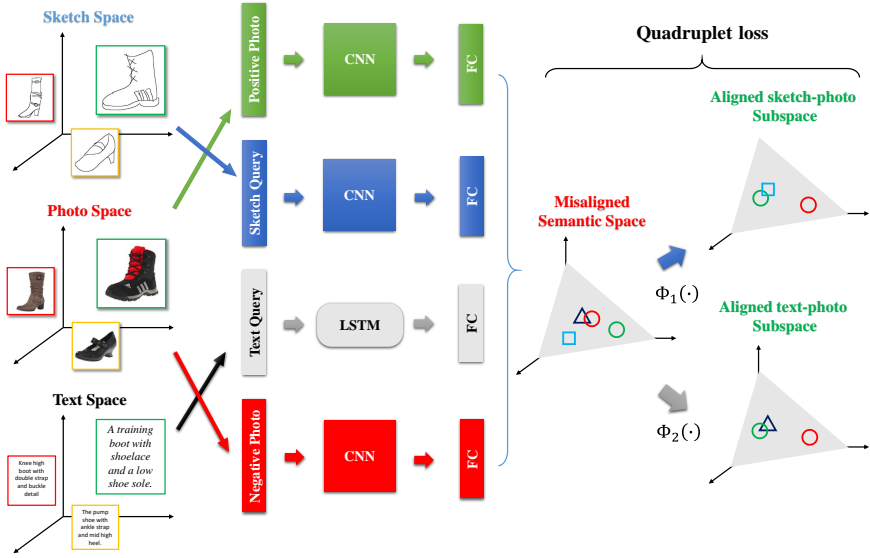 Sketch Space
Photo Space
Text Space
Knee high
boot with
double strap
and buckle
detail
A training
boot with
shoelace
and a low
shoe sole.
The pump
shoe with
ankle strap
and mid high
heel.
Positive Photo
CNN
FC
Sketch Query
CNN
FC
Text Query
LSTM
FC
Negative Photo
CNN
FC
Quadruplet loss
Misaligned
Semantic Space
Φ₁(·)
Φ₂(·)
Aligned sketch-photo
Subspace
Aligned text-photo
Subspace